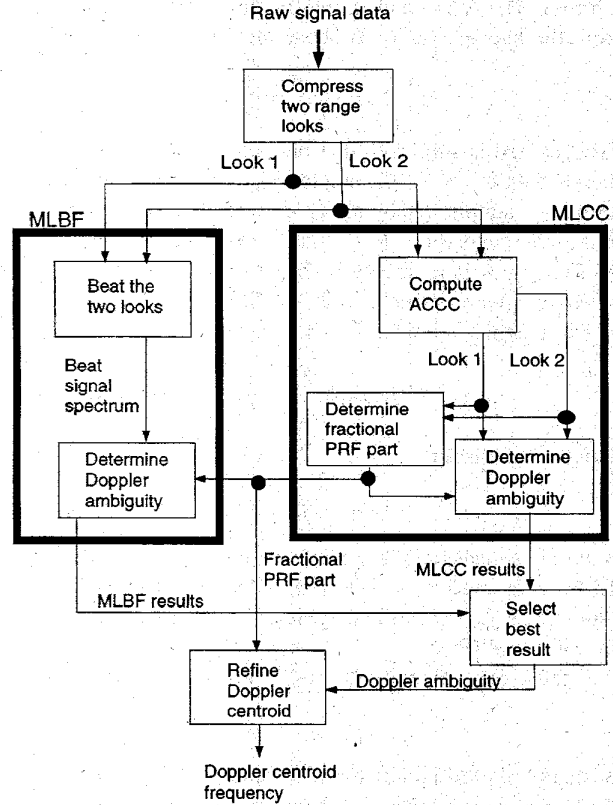 Raw signal data
Compress
two range
looks
Look 1
Look 2
MLBF
MLCC
Beat the
two looks
Compute
ACCC
Beat
signal
spectrum
Look 1
Look 2
Determine
fractional
PRF part
Determine
Doppler
ambiguity
Determine
Doppler
ambiguity
Fractional
PRF part
MLCC results
MLBF results
Select
best
result
Refine
Doppler
centroid
Doppler ambiguity
Doppler centroid
frequency